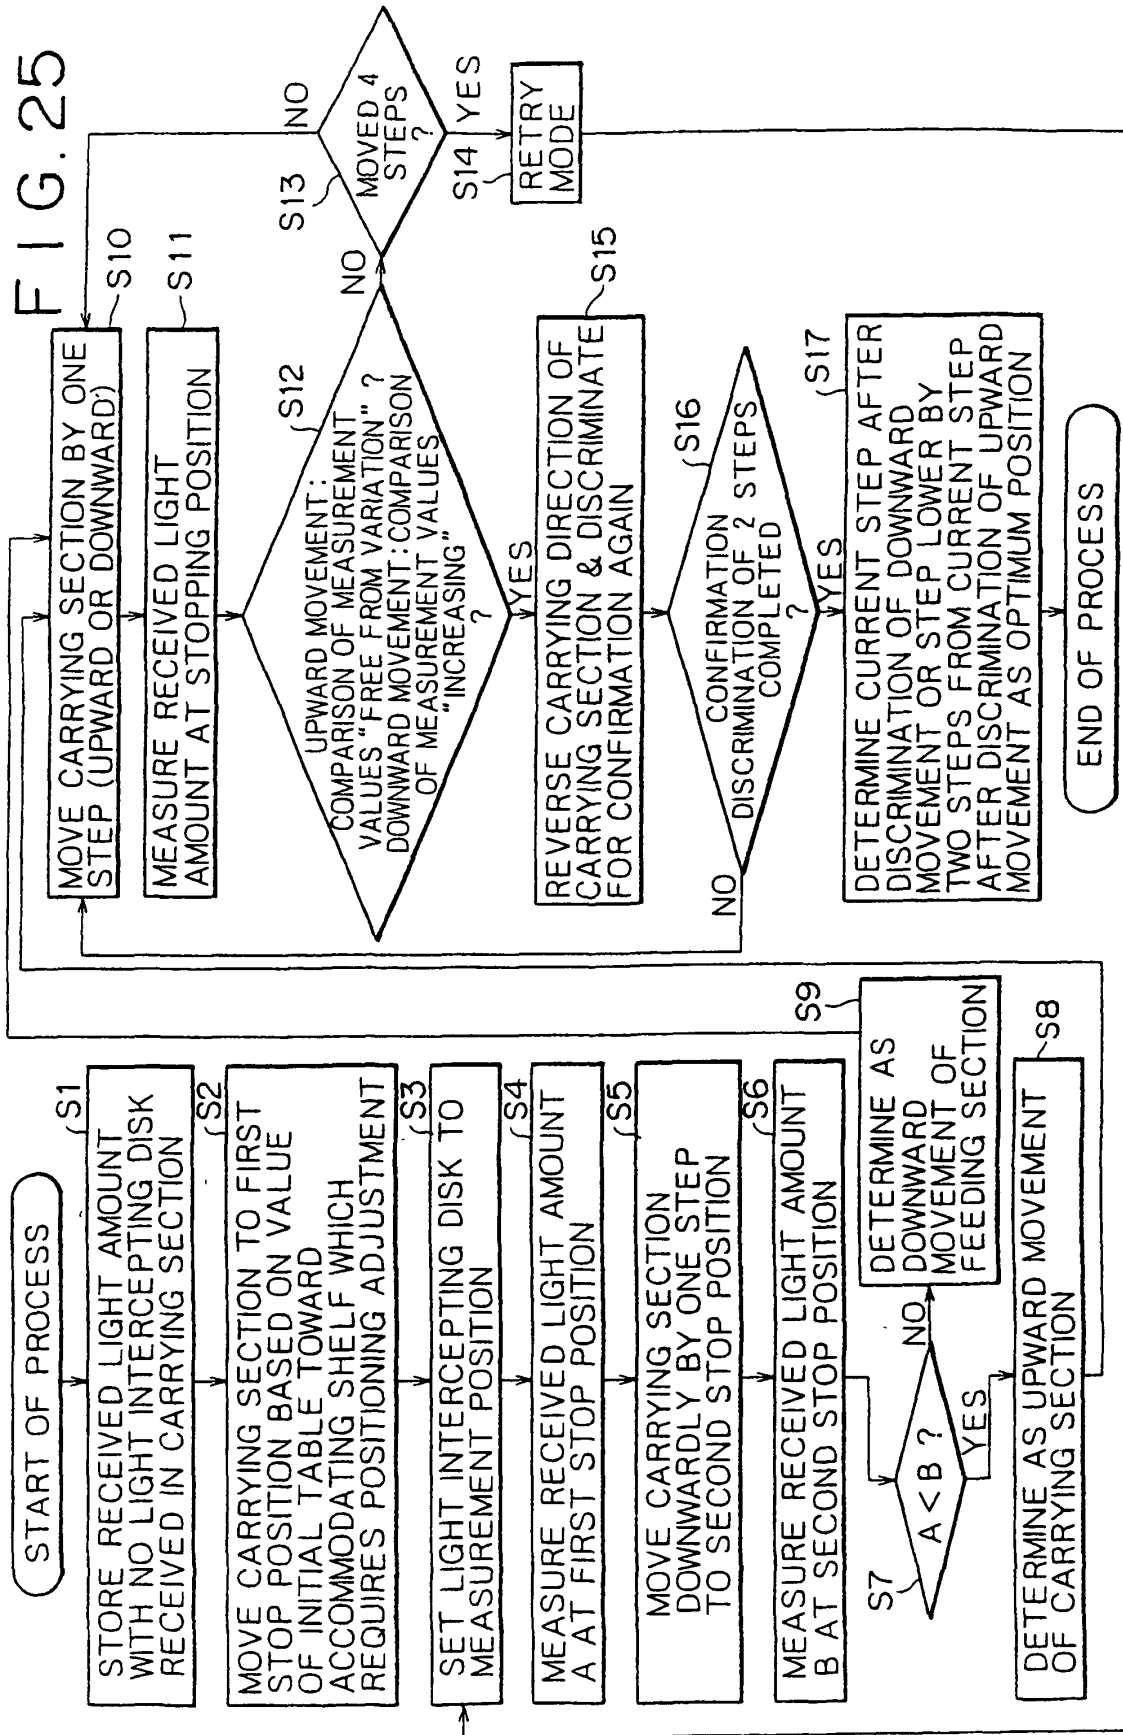 FIG.25
START OF PROCESS
S1
STORE RECEIVED LIGHT AMOUNT
WITH NO LIGHT INTERCEPTING DISK
RECEIVED IN CARRYING SECTION
S2
MOVE CARRYING SECTION TO FIRST
STOP POSITION BASED ON VALUE
OF INITIAL TABLE TOWARD
ACCOMMODATING SHELF WHICH
REQUIRES POSITIONING ADJUSTMENT
S3
SET LIGHT INTERCEPTING DISK TO
MEASUREMENT POSITION
S4
MEASURE RECEIVED LIGHT AMOUNT
A AT FIRST STOP POSITION
S5
MOVE CARRYING SECTION
DOWNWARDLY BY ONE STEP
TO SECOND STOP POSITION
S6
MEASURE RECEIVED LIGHT AMOUNT
B AT SECOND STOP POSITION
S7
A < B ?
NO
YES
S9
DETERMINE AS
DOWNWARD
MOVEMENT OF
FEEDING SECTION
S8
DETERMINE AS UPWARD MOVEMENT
OF CARRYING SECTION
S10
MOVE CARRYING SECTION BY ONE
STEP (UPWARD OR DOWNWARD)
S11
MEASURE RECEIVED LIGHT
AMOUNT AT STOPPING POSITION
S12
UPWARD MOVEMENT:
COMPARISON OF MEASUREMENT
VALUES "FREE FROM VARIATION" ?
DOWNWARD MOVEMENT:COMPARISON
OF MEASUREMENT VALUES
"INCREASING"
?
NO
YES
S13
MOVED 4
STEPS
?
NO
YES
S14
RETRY
MODE
S15
REVERSE CARRYING DIRECTION OF
CARRYING SECTION & DISCRIMINATE
FOR CONFIRMATION AGAIN
S16
CONFIRMATION
DISCRIMINATION OF 2 STEPS
COMPLETED
?
NO
YES
S17
DETERMINE CURRENT STEP AFTER
DISCRIMINATION OF DOWNWARD
MOVEMENT OR STEP LOWER BY
TWO STEPS FROM CURRENT STEP
AFTER DISCRIMINATION OF UPWARD
MOVEMENT AS OPTIMUM POSITION
END OF PROCESS